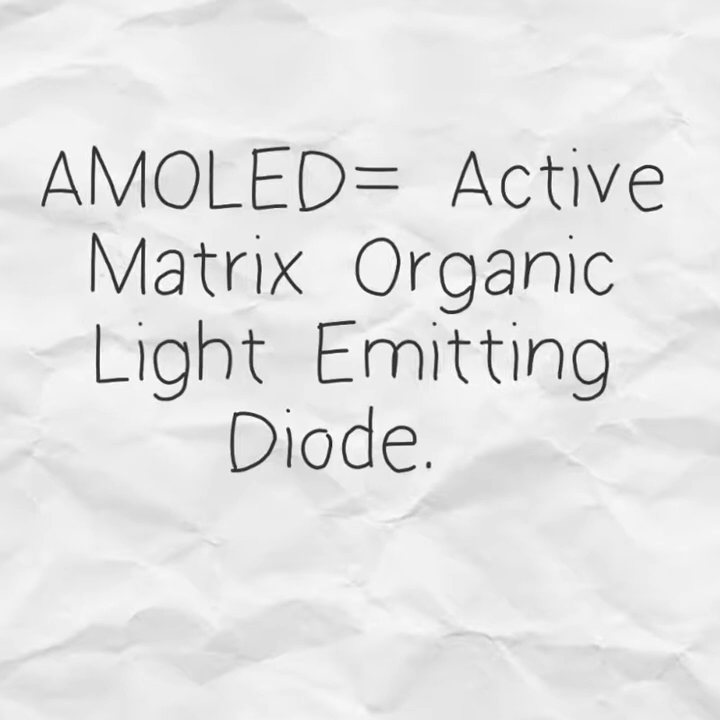 AMOLED= Active
Matrix Organic
Light Emitting
Diode.